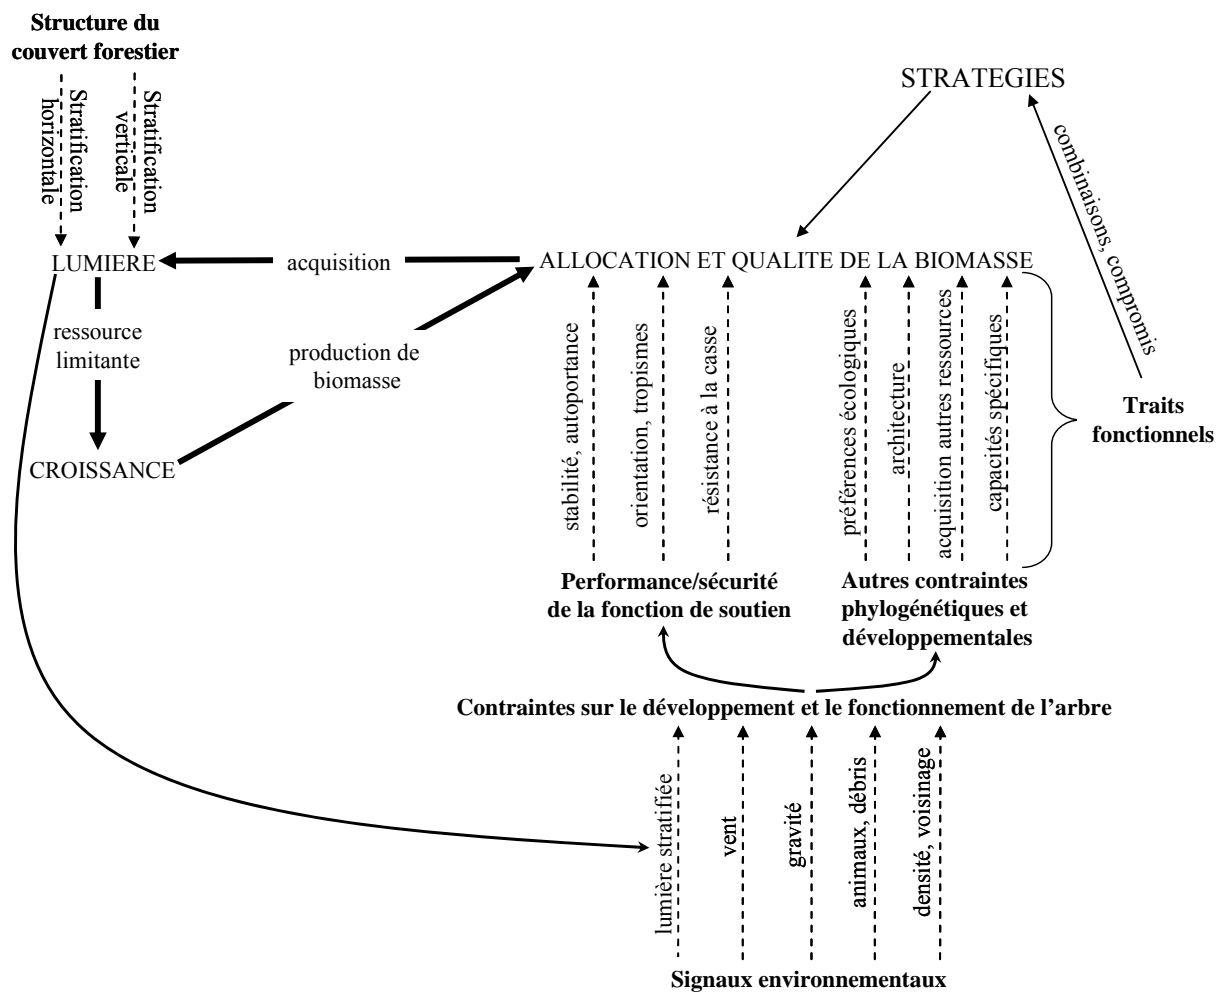 Structure du
couvert forestier
Stratification
horizontale
Stratification
verticale
STRATEGIES
combinaisons, compromis
LUMIERE
acquisition
ALLOCATION ET QUALITE DE LA BIOMASSE
ressource
limitante
production de
biomasse
CROISSANCE
stabilité, autoportance
orientation, tropismes
résistance à la casse
préférences écologiques
architecture
acquisition autres ressources
capacités spécifiques
Traits
fonctionnels
Performance/sécurité
de la fonction de soutien
Autres contraintes
phylogénétiques et
développementales
Contraintes sur le développement et le fonctionnement de l’arbre
lumière stratifiée
vent
gravité
animaux, débris
densité, voisinage
Signaux environnementaux